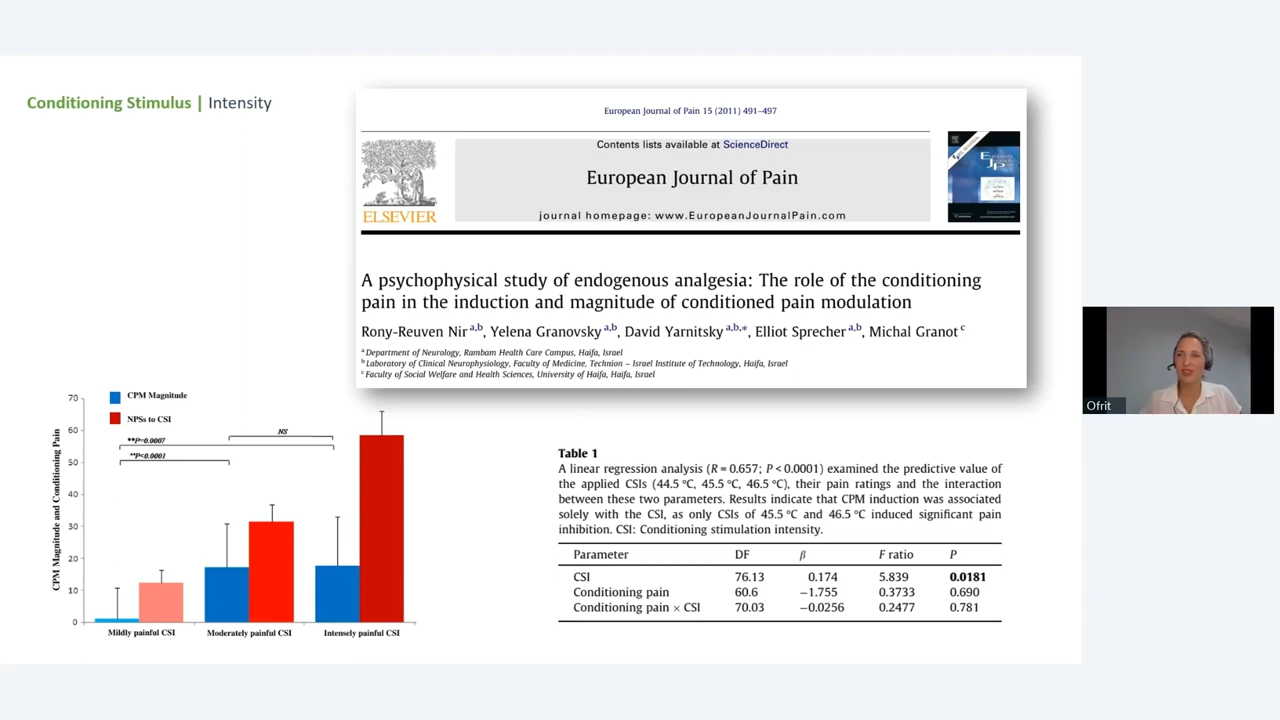 Conditioning Stimulus | Intensity
European Journal of Pain 15 (2011) 491–497
Contents lists available at ScienceDirect
European Journal of Pain
journal homepage: www.EuropeanJournalPain.com
ELSEVIER
A psychophysical study of endogenous analgesia: The role of the conditioning
pain in the induction and magnitude of conditioned pain modulation
Rony-Reuven Nir a,b, Yelena Granovsky a,b, David Yarnitsky a,b,*, Elliot Sprecher a,b, Michal Granot c
a Department of Neurology, Rambam Health Care Campus, Haifa, Israel
b Laboratory of Clinical Neurophysiology, Faculty of Medicine, Technion – Israel Institute of Technology, Haifa, Israel
c Faculty of Social Welfare and Health Sciences, University of Haifa, Haifa, Israel
Ofrit
CPM Magnitude and Conditioning Pain
70
60
50
40
30
20
10
0
CPM Magnitude
NPSs to CSI
NS
**P=0.0007
**P<0.0001
Mildly painful CSI Moderately painful CSI Intensely painful CSI
Table 1
A linear regression analysis (R = 0.657; P < 0.0001) examined the predictive value of
the applied CSIs (44.5 °C, 45.5 °C, 46.5 °C), their pain ratings and the interaction
between these two parameters. Results indicate that CPM induction was associated
solely with the CSI, as only CSIs of 45.5 °C and 46.5 °C induced significant pain
inhibition. CSI: Conditioning stimulation intensity.
Parameter DF β F ratio P
CSI 76.13 0.174 5.839 0.0181
Conditioning pain 60.6 −1.755 0.3733 0.690
Conditioning pain × CSI 70.03 −0.0256 0.2477 0.781